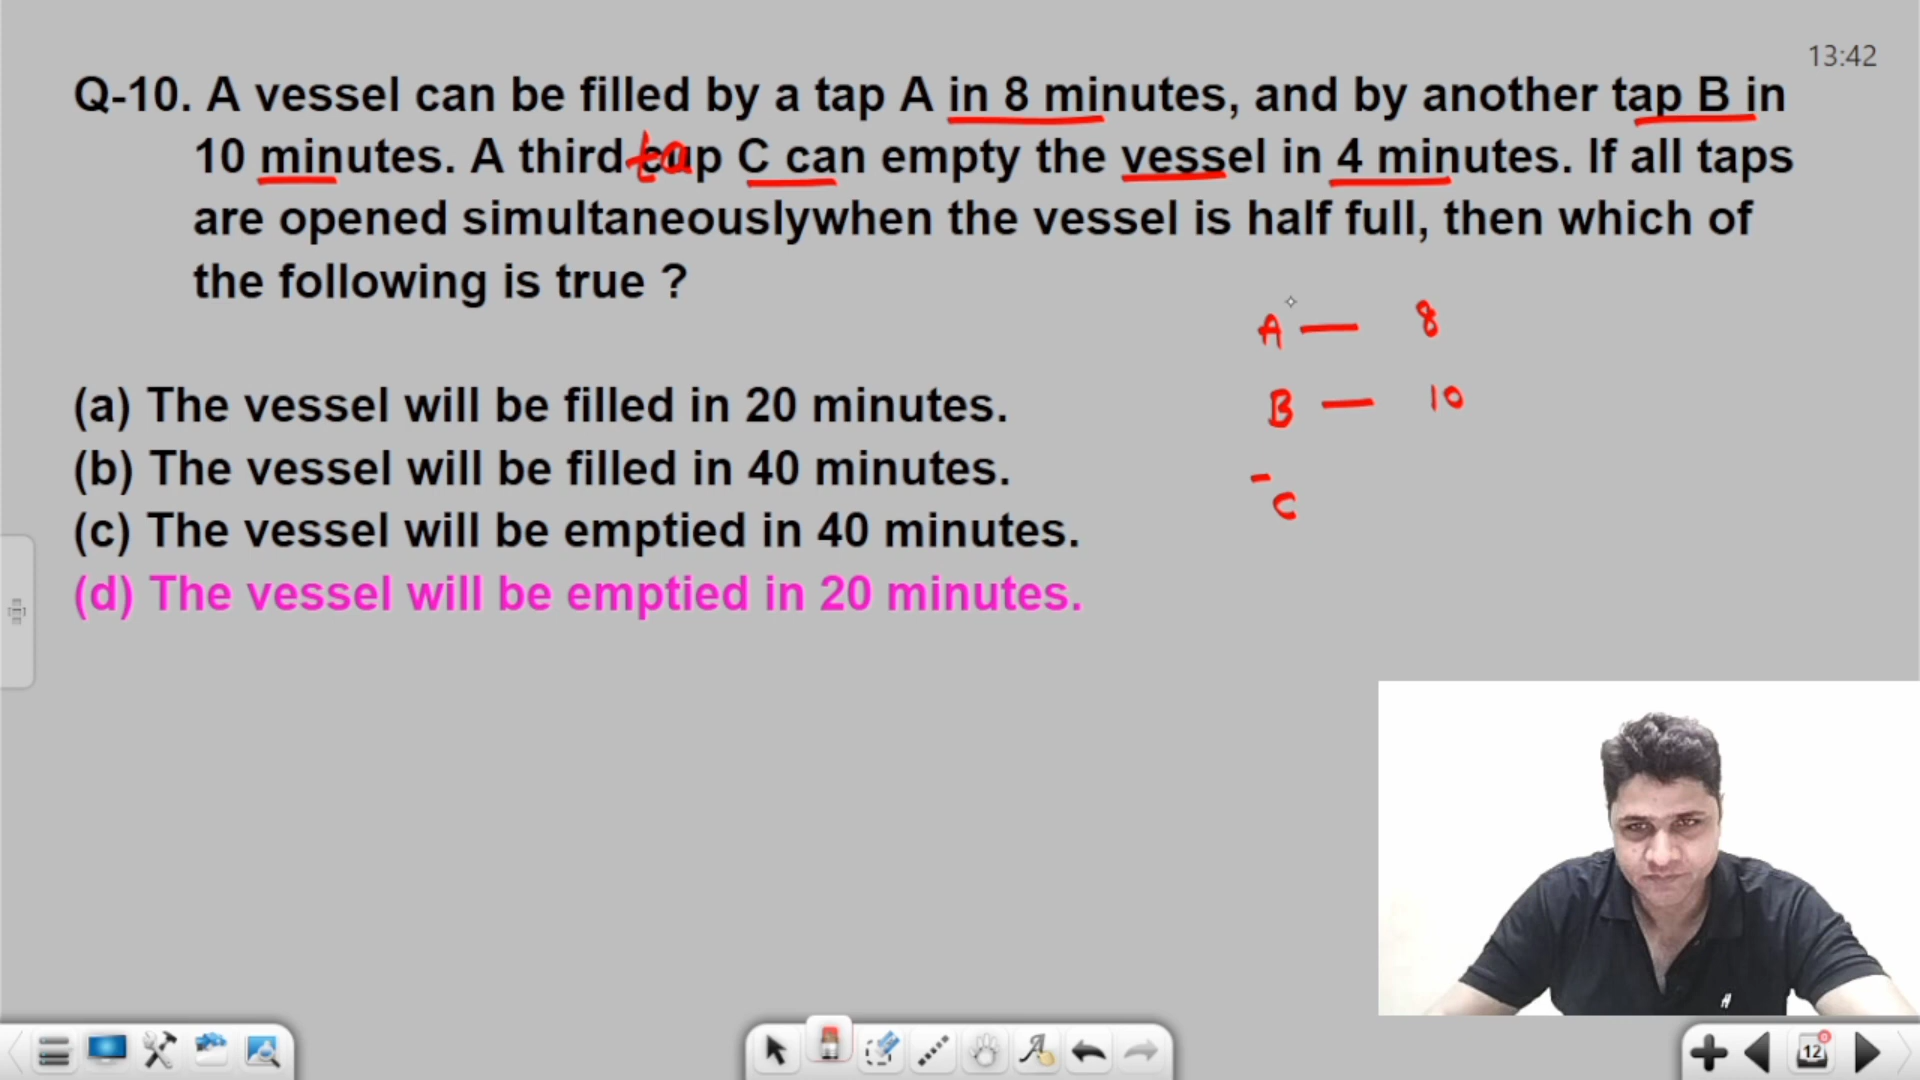 13:42
Q-10. A vessel can be filled by a tap A in 8 minutes, and by another tap B in
10 minutes. A third tap C can empty the vessel in 4 minutes. If all taps
are opened simultaneouslywhen the vessel is half full, then which of
the following is true ?
A — 8
B — 10
- C
(a) The vessel will be filled in 20 minutes.
(b) The vessel will be filled in 40 minutes.
(c) The vessel will be emptied in 40 minutes.
(d) The vessel will be emptied in 20 minutes.
12